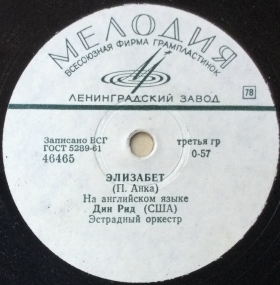 МЕЛОДИЯ
ВСЕСОЮЗНАЯ ФИРМА ГРАМПЛАСТИНОК
ЛЕНИНГРАДСКИЙ ЗАВОД
78
Записано ВСГ
ГОСТ 5289-61
46465
третья гр
0-57
ЭЛИЗАБЕТ
(П. Анка)
На английском языке
Дин Рид (США)
Эстрадный оркестр